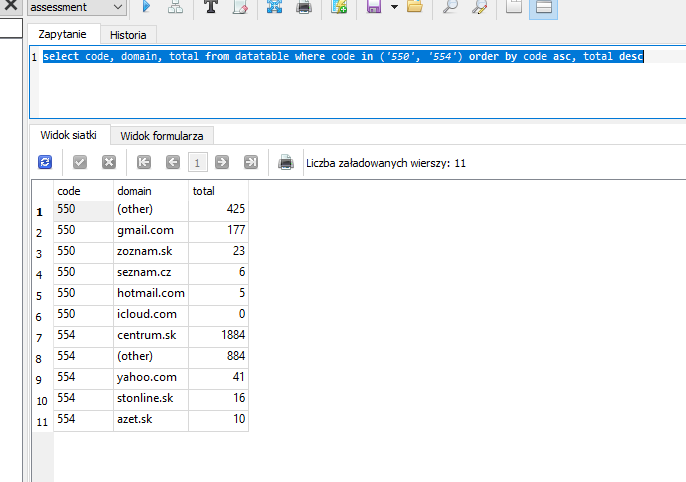 assessment
Zapytanie Historia
1 select code, domain, total from datatable where code in ('550', '554') order by code asc, total desc
Widok siatki Widok formularza
1 Liczba załadowanych wierszy: 11
code domain total
1 550 (other) 425
2 550 gmail.com 177
3 550 zoznam.sk 23
4 550 seznam.cz 6
5 550 hotmail.com 5
6 550 icloud.com 0
7 554 centrum.sk 1884
8 554 (other) 884
9 554 yahoo.com 41
10 554 stonline.sk 16
11 554 azet.sk 10